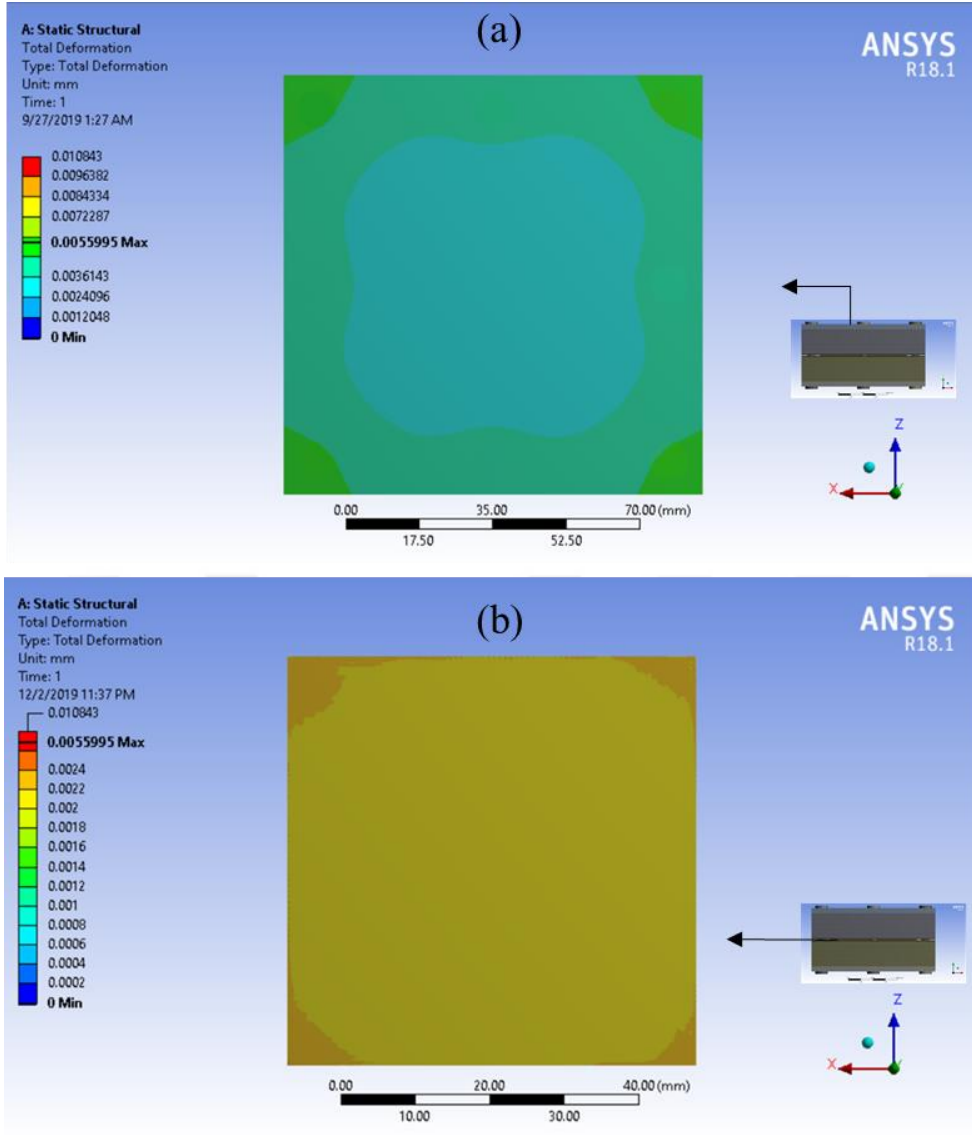 A: Static Structural
Total Deformation
Type: Total Deformation
Unit: mm
Time: 1
9/27/2019 1:27 AM
(a)
ANSYS
R18.1
0.010843
0.0096382
0.0084334
0.0072287
0.0055995 Max
0.0036143
0.0024096
0.0012048
0 Min
Z
X
Y
0.00 35.00 70.00 (mm)
17.50 52.50
A: Static Structural
Total Deformation
Type: Total Deformation
Unit: mm
Time: 1
12/2/2019 11:37 PM
(b)
ANSYS
R18.1
0.010843
0.0055995 Max
0.0024
0.0022
0.002
0.0018
0.0016
0.0014
0.0012
0.001
0.0008
0.0006
0.0004
0.0002
0 Min
Z
X
Y
0.00 20.00 40.00 (mm)
10.00 30.00